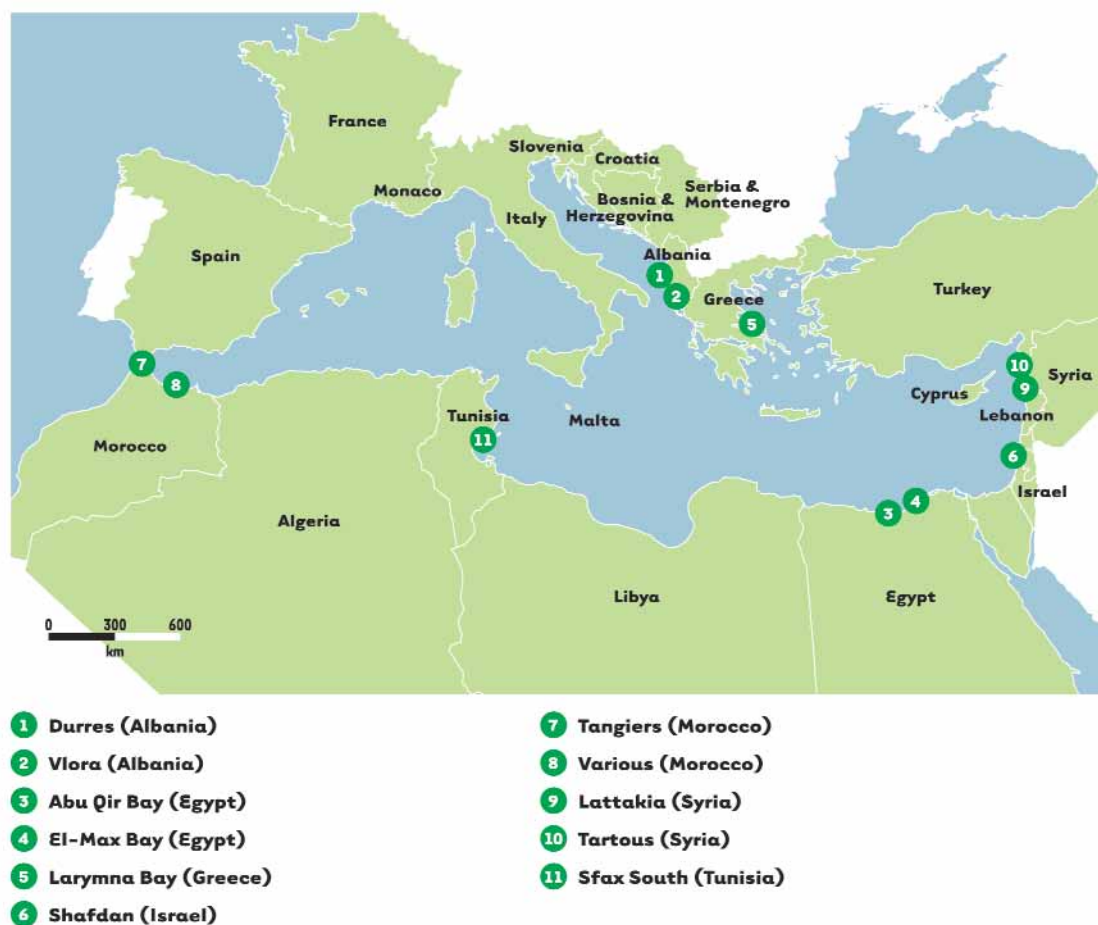 France
Slovenia
Croatia
Monaco
Italy
Bosnia &
Herzegovina
Serbia &
Montenegro
Spain
Albania
1
2
Greece
5
Turkey
7
8
10
Syria
9
Cyprus
Lebanon
Tunisia
11
Malta
Morocco
6
Israel
4
3
Algeria
Libya
Egypt
0 300 600
km
1 Durres (Albania)
2 Vlora (Albania)
3 Abu Qir Bay (Egypt)
4 El-Max Bay (Egypt)
5 Larymna Bay (Greece)
6 Shafdan (Israel)
7 Tangiers (Morocco)
8 Various (Morocco)
9 Lattakia (Syria)
10 Tartous (Syria)
11 Sfax South (Tunisia)